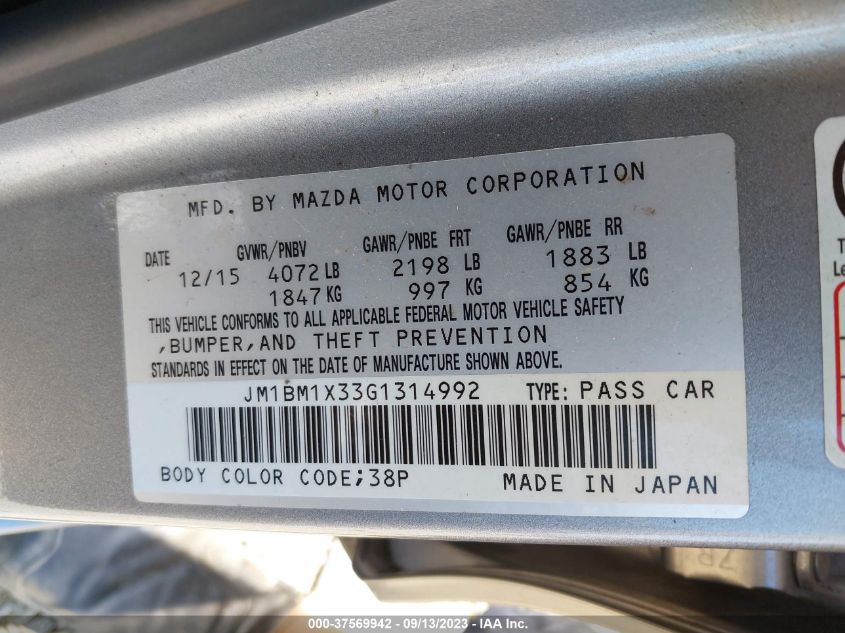 MFD. BY MAZDA MOTOR CORPORATION
DATE GVWR/PNBV GAWR/PNBE FRT GAWR/PNBE RR
12/15 4072 LB 2198 LB 1883 LB
1847 KG 997 KG 854 KG
THIS VEHICLE CONFORMS TO ALL APPLICABLE FEDERAL MOTOR VEHICLE SAFETY
,BUMPER,AND THEFT PREVENTION
STANDARDS IN EFFECT ON THE DATE OF MANUFACTURE SHOWN ABOVE.
JM1BM1X33G1314992 TYPE: PASS CAR
BODY COLOR CODE;38P MADE IN JAPAN
T
Le
000-37569942 - 09/13/2023 - IAA Inc.